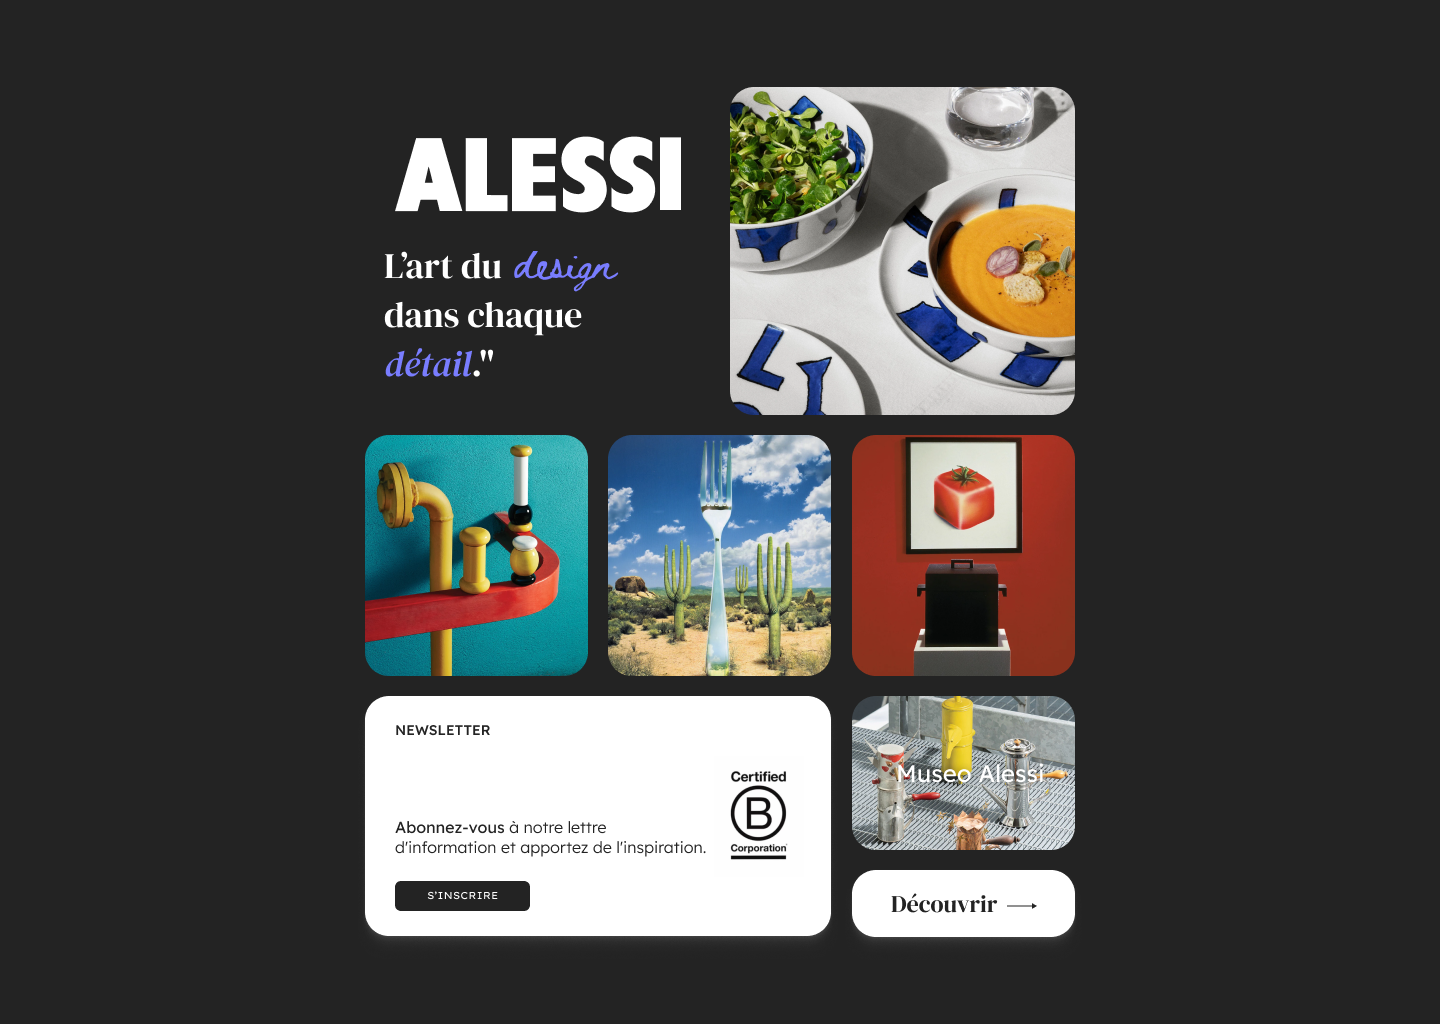 ALESSI
L’art du design
dans chaque
détail."
NEWSLETTER
Abonnez-vous à notre lettre
d'information et apportez de l'inspiration.
S’INSCRIRE
Certified
B
Corporation
Museo Alessi
Découvrir